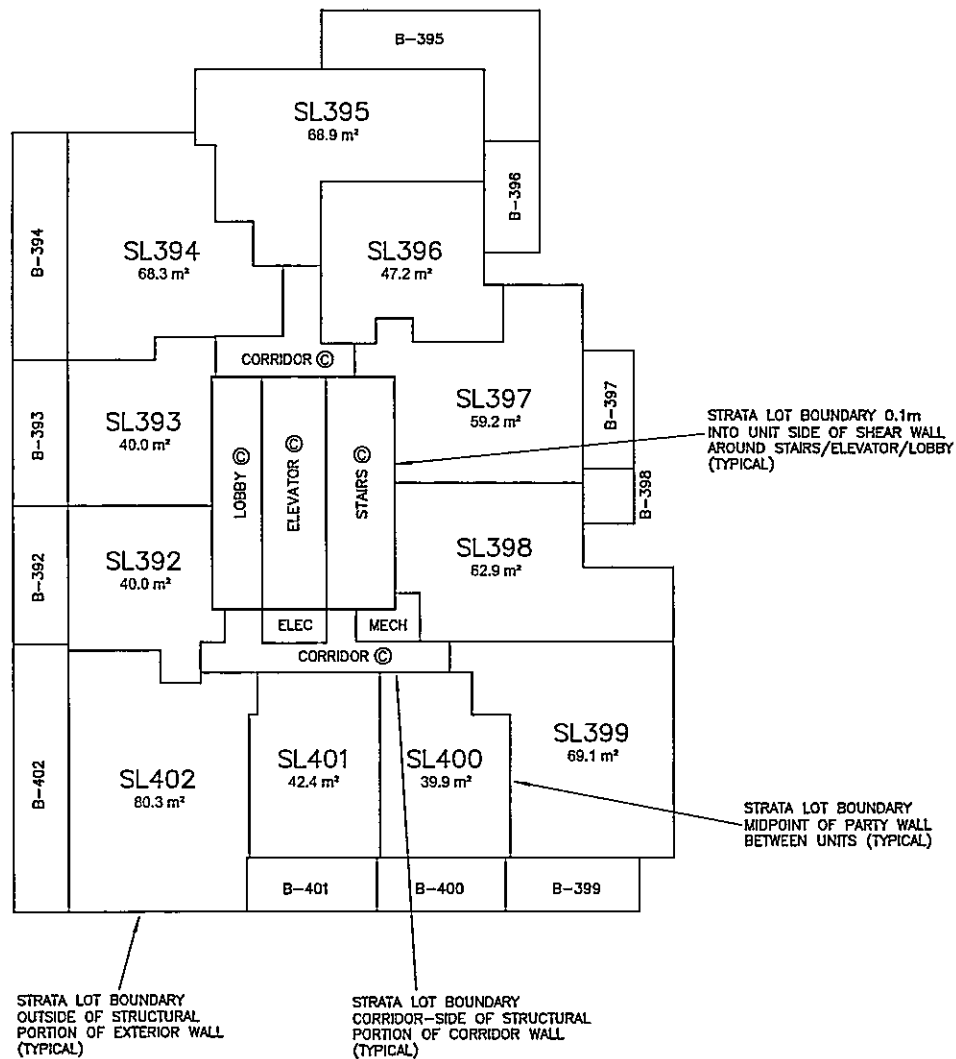 B-395
SL395
68.9 m²
B-396
B-394
SL394
68.3 m²
SL396
47.2 m²
CORRIDOR ©
B-393
SL393
40.0 m²
LOBBY ©
ELEVATOR ©
STAIRS ©
SL397
59.2 m²
B-397
STRATA LOT BOUNDARY 0.1m
INTO UNIT SIDE OF SHEAR WALL
AROUND STAIRS/ELEVATOR/LOBBY
(TYPICAL)
B-398
B-392
SL392
40.0 m²
SL398
62.9 m²
ELEC
MECH
CORRIDOR ©
B-402
SL402
80.3 m²
SL401
42.4 m²
SL400
39.9 m²
SL399
69.1 m²
STRATA LOT BOUNDARY
MIDPOINT OF PARTY WALL
BETWEEN UNITS (TYPICAL)
B-401
B-400
B-399
STRATA LOT BOUNDARY
OUTSIDE OF STRUCTURAL
PORTION OF EXTERIOR WALL
(TYPICAL)
STRATA LOT BOUNDARY
CORRIDOR-SIDE OF STRUCTURAL
PORTION OF CORRIDOR WALL
(TYPICAL)